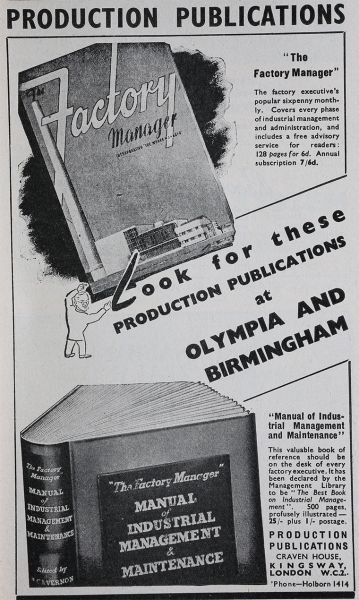 PRODUCTION PUBLICATIONS
The
Factory
Manager
"The
Factory Manager"
The factory executive's
popular sixpenny month-
ly. Covers every phase
of industrial management
and administration, and
includes a free advisory
service for readers:
128 pages for 6d. Annual
subscription 7/6d.
Look for these
PRODUCTION PUBLICATIONS
at
OLYMPIA AND
BIRMINGHAM
The Factory
Manager
MANUAL
of
INDUSTRIAL
MANAGEMENT
&
MAINTENANCE
Edited by
"The Factory Manager"
MANUAL
of
INDUSTRIAL
MANAGEMENT
&
MAINTENANCE
"Manual of Indus-
trial Management
and Maintenance"
This valuable book of
reference should be
on the desk of every
factory executive. It has
been declared by the
Management Library
to be "The Best Book
on Industrial Manage-
ment". 500 pages,
profusely illustrated—
25/- plus 1/- postage.
PRODUCTION
PUBLICATIONS
CRAVEN HOUSE,
KINGSWAY,
LONDON W.C.2.
'Phone—Holborn 1414